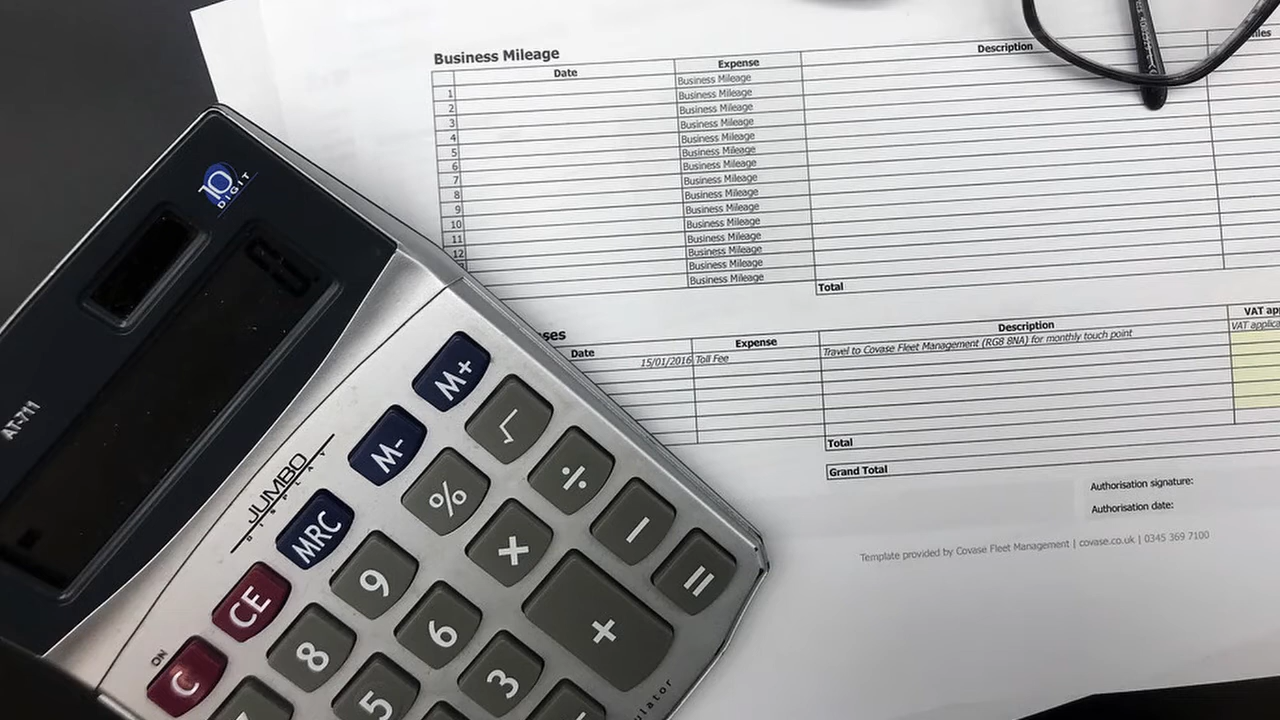 Business Mileage
Date Expense Description
Business Mileage
1 Business Mileage
2 Business Mileage
3 Business Mileage
4 Business Mileage
5 Business Mileage
6 Business Mileage
7 Business Mileage
8 Business Mileage
9 Business Mileage
10 Business Mileage
11 Business Mileage
12 Business Mileage
Business Mileage
Business Mileage
Total
Date Expense Description VAT
15/01/2016 Toll Fee Travel to Covase Fleet Management (RG8 8NA) for monthly touch point VAT
Total
Grand Total
Authorisation signature:
Authorisation date:
Template provided by Covase Fleet Management | covase.co.uk | 0345 369 7100
10
DIGIT
AT-711
JUMBO
DISPLAY
M+
M- √
MRC % ÷
CE 9 × −
ON
C 8 6 + =
5 3